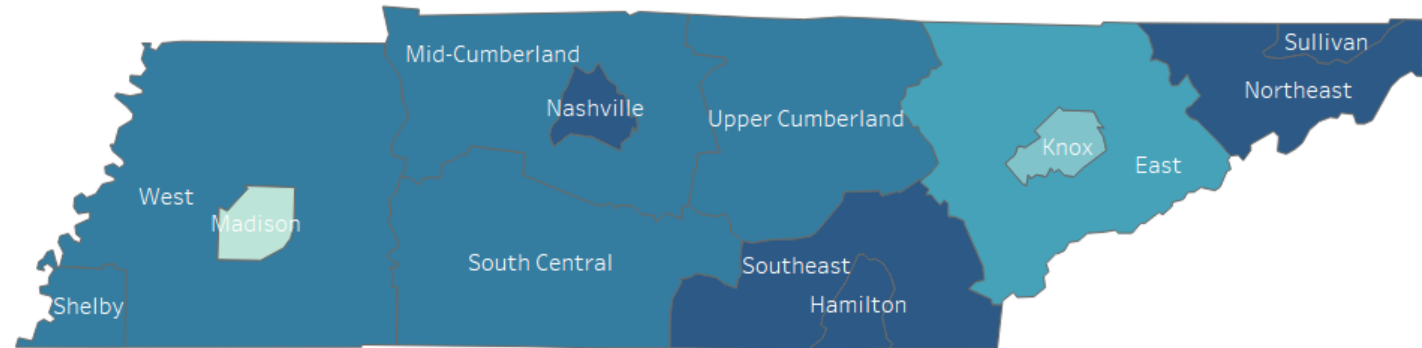 Sullivan
Mid-Cumberland
Northeast
Nashville
Upper Cumberland
Knox
East
West
Madison
South Central
Southeast
Shelby
Hamilton